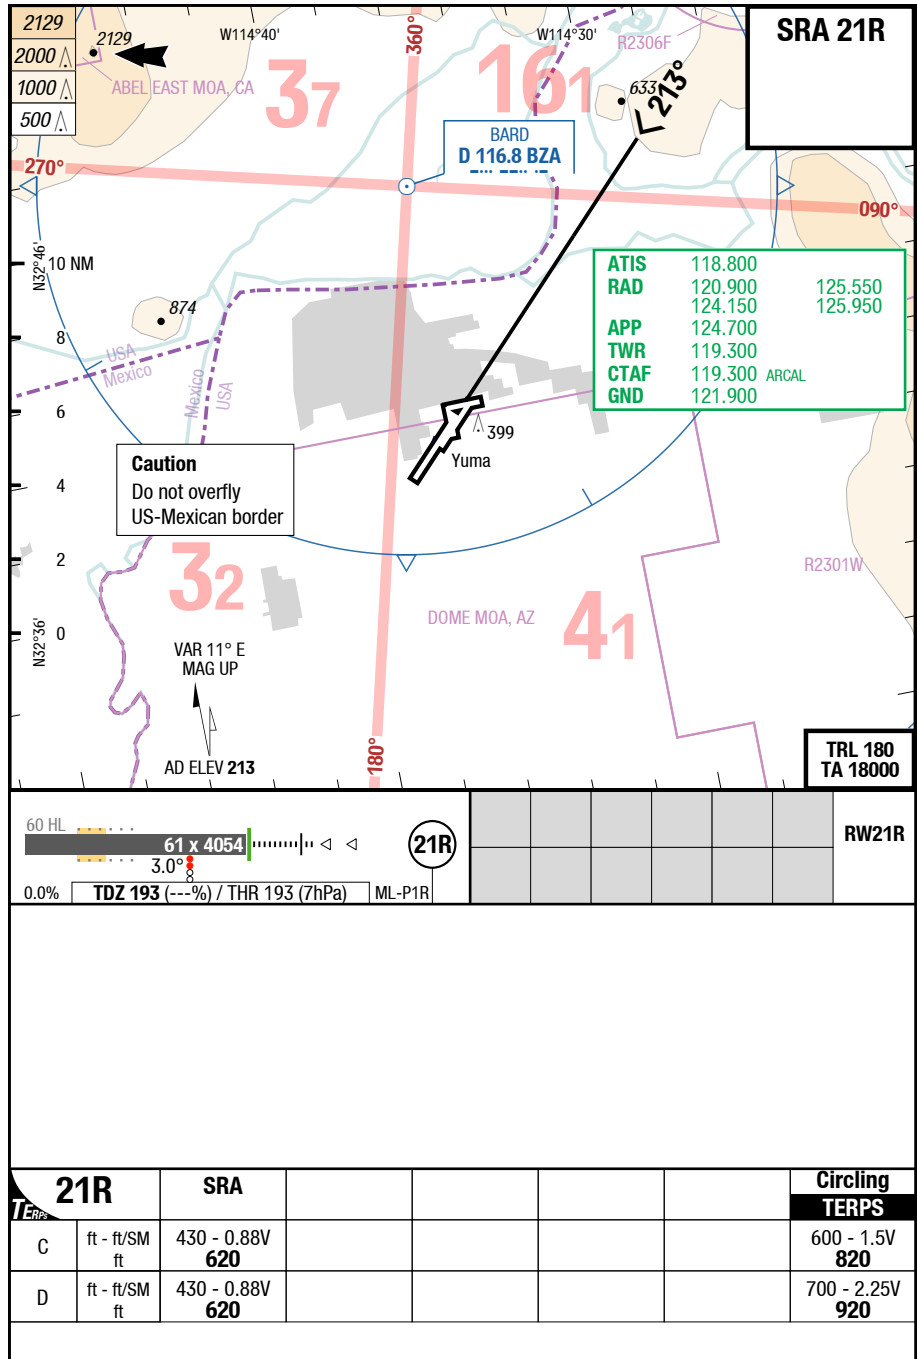 2129
2000
1000
500
2129
ABEL EAST MOA, CA
W114°40'
360°
W114°30'
R2306F
SRA 21R
37
161
633
213°
BARD
D 116.8 BZA
270°
090°
N32°46'
10 NM
8
6
4
2
0
N32°36'
874
USA
Mexico
Mexico
USA
ATIS 118.800
RAD 120.900 125.550
124.150 125.950
APP 124.700
TWR 119.300
CTAF 119.300 ARCAL
GND 121.900
399
Yuma
Caution
Do not overfly
US-Mexican border
32
41
R2301W
DOME MOA, AZ
VAR 11° E
MAG UP
AD ELEV 213
180°
TRL 180
TA 18000
60 HL
61 x 4054
3.0°
0.0%
TDZ 193 (---%) / THR 193 (7hPa)
ML-P1R
21R
RW21R
TERPS
21R
SRA
Circling
TERPS
C
ft - ft/SM
ft
430 - 0.88V
620
600 - 1.5V
820
D
ft - ft/SM
ft
430 - 0.88V
620
700 - 2.25V
920